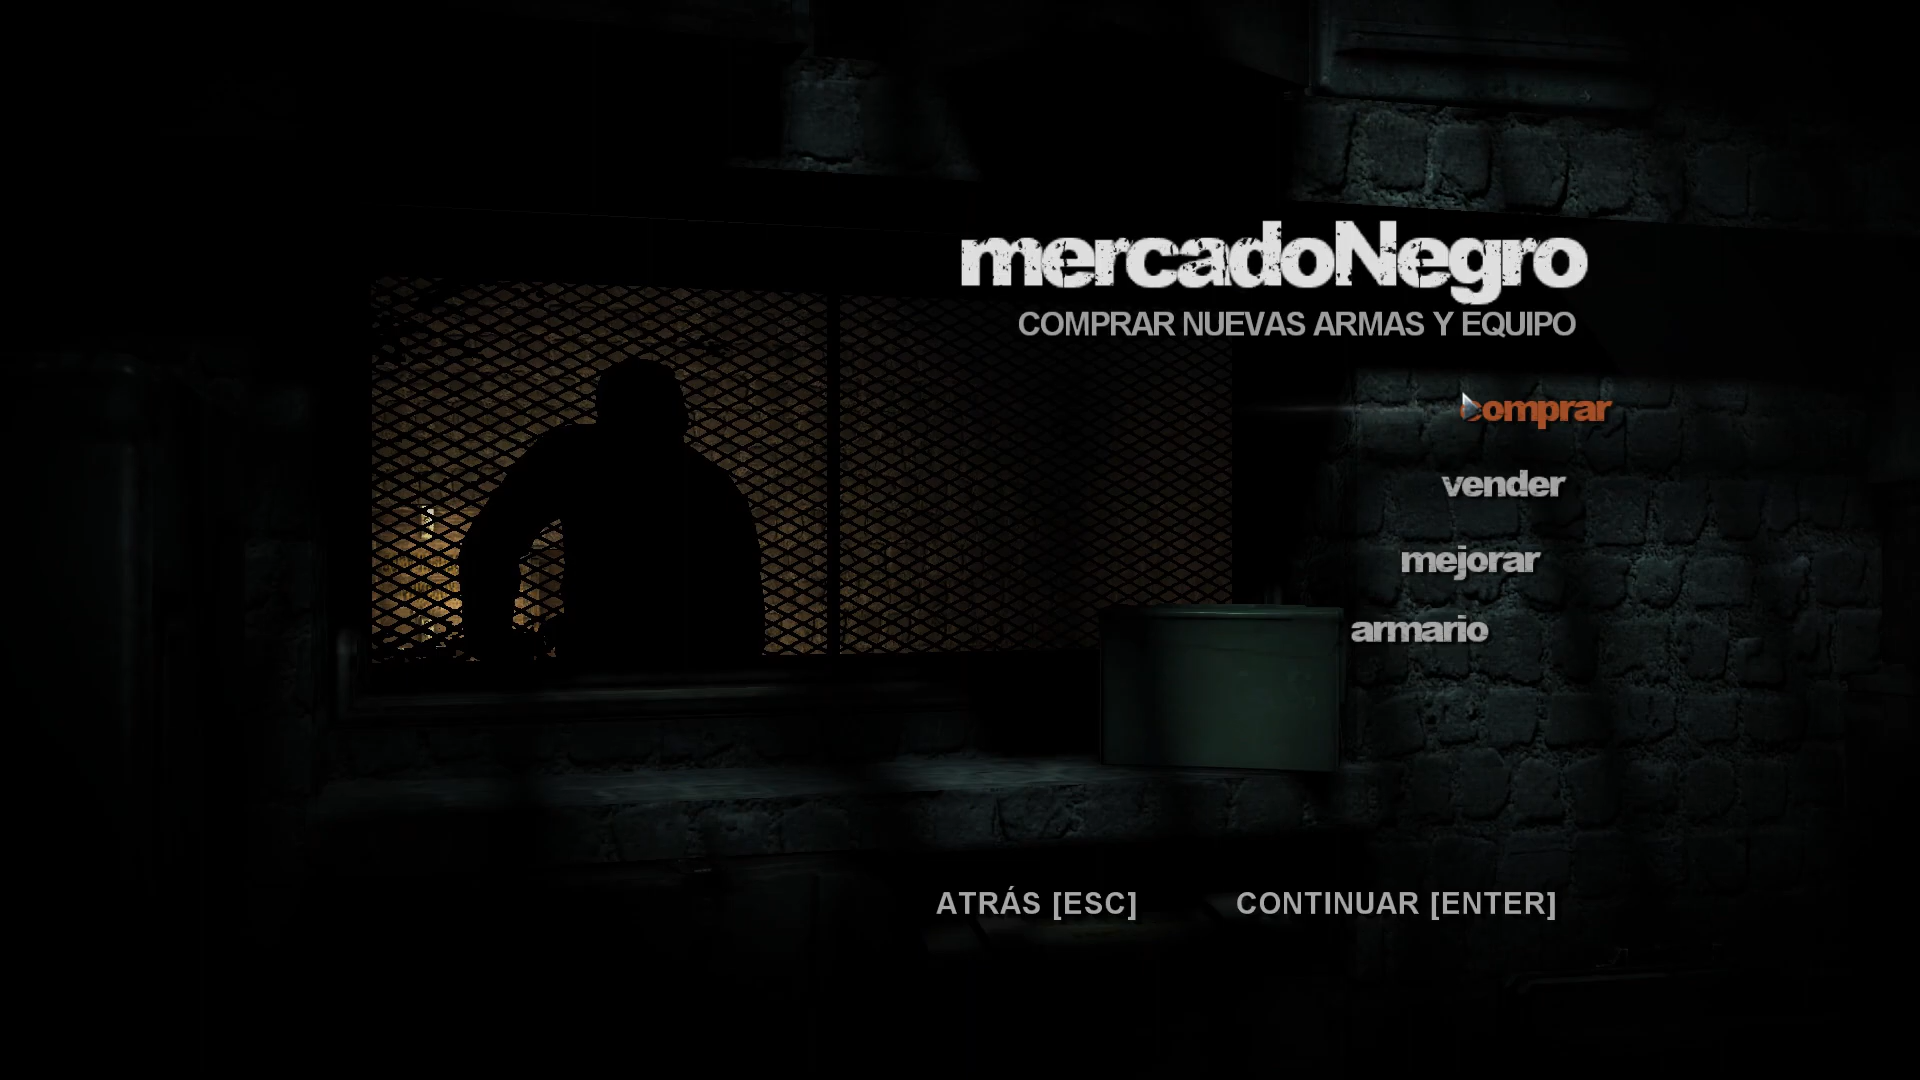 mercadoNegro
COMPRAR NUEVAS ARMAS Y EQUIPO
comprar
vender
mejorar
armario
ATRÁS [ESC] CONTINUAR [ENTER]